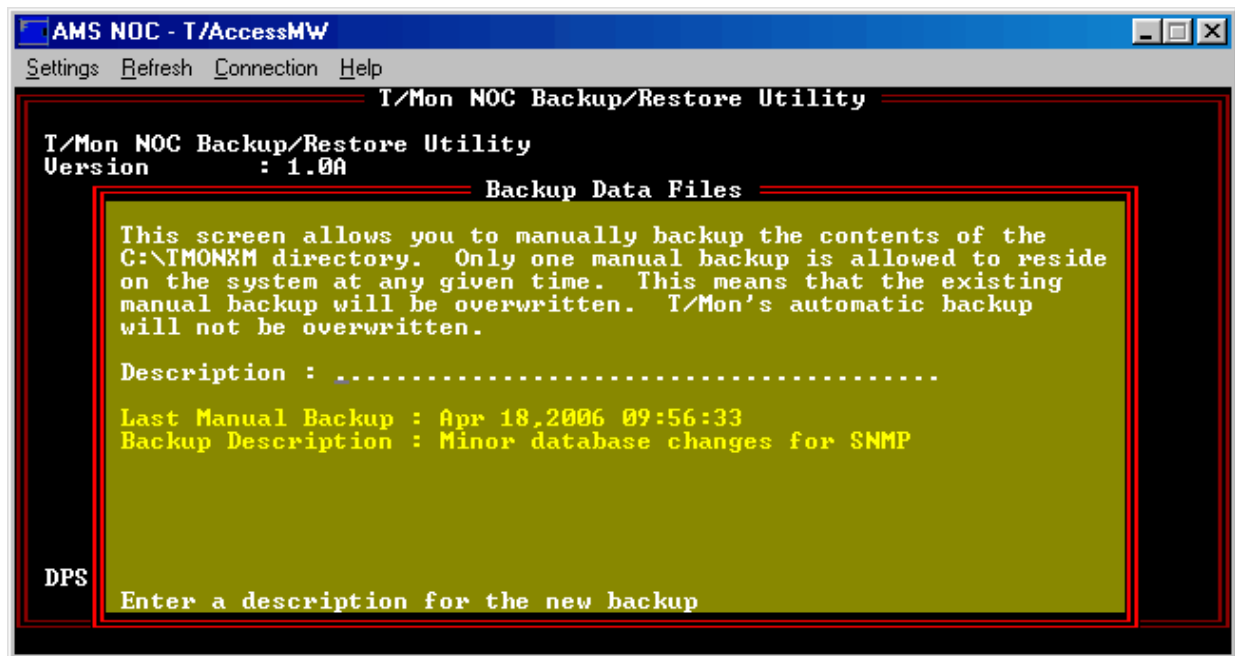 AMS NOC - T/AccessMW
Settings Refresh Connection Help
T/Mon NOC Backup/Restore Utility
T/Mon NOC Backup/Restore Utility
Version : 1.0A
Backup Data Files
This screen allows you to manually backup the contents of the
C:\TMONXM directory. Only one manual backup is allowed to reside
on the system at any given time. This means that the existing
manual backup will be overwritten. T/Mon's automatic backup
will not be overwritten.
Description : ..........................................
Last Manual Backup : Apr 18,2006 09:56:33
Backup Description : Minor database changes for SNMP
DPS
Enter a description for the new backup